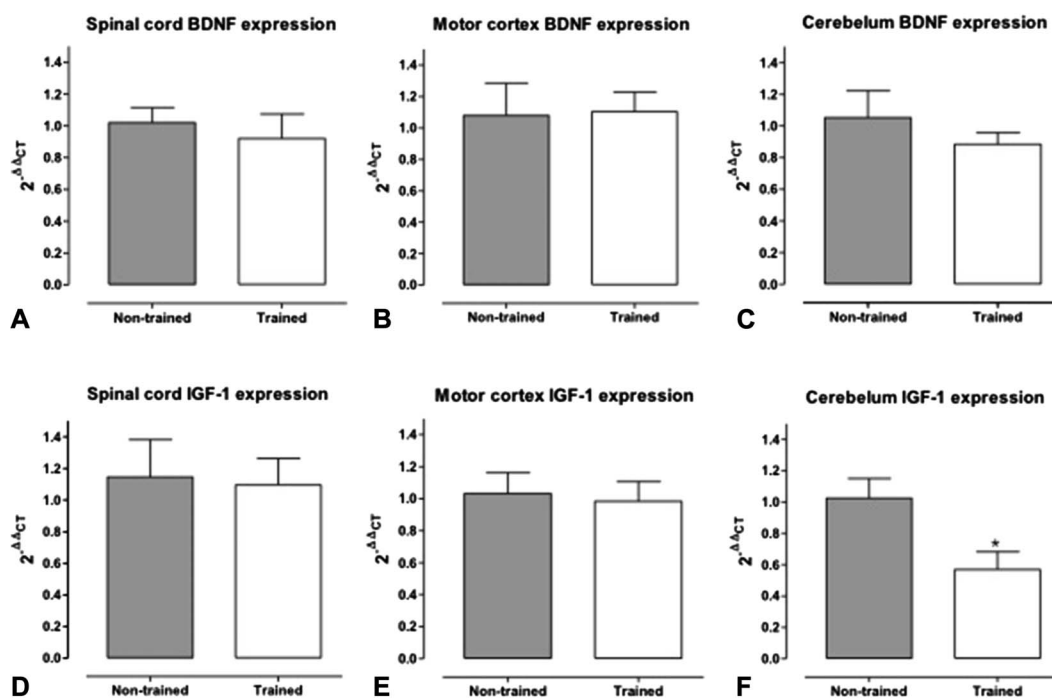 Spinal cord BDNF expression
2-ΔΔCT
1.4
1.2
1.0
0.8
0.6
0.4
0.2
0.0
Non-trained Trained
A
Motor cortex BDNF expression
2-ΔΔCT
1.4
1.2
1.0
0.8
0.6
0.4
0.2
0.0
Non-trained Trained
B
Cerebelum BDNF expression
2-ΔΔCT
1.4
1.2
1.0
0.8
0.6
0.4
0.2
0.0
Non-trained Trained
C
Spinal cord IGF-1 expression
2-ΔΔCT
1.4
1.2
1.0
0.8
0.6
0.4
0.2
0.0
Non-trained Trained
D
Motor cortex IGF-1 expression
2-ΔΔCT
1.4
1.2
1.0
0.8
0.6
0.4
0.2
0.0
Non-trained Trained
E
Cerebelum IGF-1 expression
2-ΔΔCT
1.4
1.2
1.0
0.8
0.6
0.4
0.2
0.0
*
Non-trained Trained
F